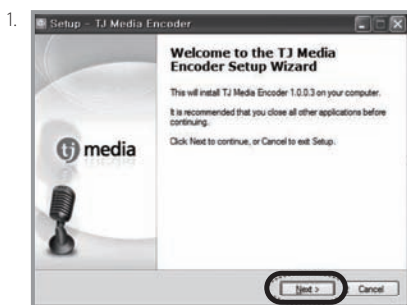 1.
Setup - TJ Media Encoder
Welcome to the TJ Media
Encoder Setup Wizard
This will install TJ Media Encoder 1.0.0.3 on your computer.
It is recommended that you close all other applications before
continuing.
Click Next to continue, or Cancel to exit Setup.
tj media
Next >
Cancel